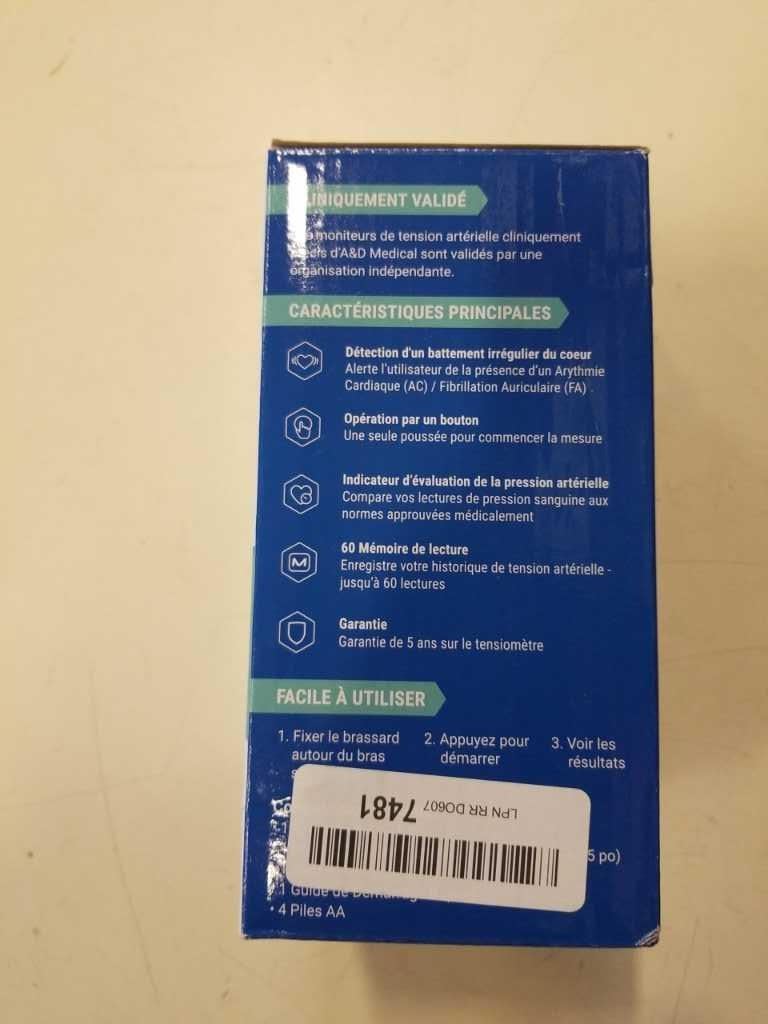 CLINIQUEMENT VALIDÉ
moniteurs de tension artérielle cliniquement
d'A&D Medical sont validés par une
organisation indépendante.
CARACTÉRISTIQUES PRINCIPALES
Détection d'un battement irrégulier du coeur
Alerte l'utilisateur de la présence d'un Arythmie
Cardiaque (AC) / Fibrillation Auriculaire (FA)
Opération par un bouton
Une seule poussée pour commencer la mesure
Indicateur d'évaluation de la pression artérielle
Compare vos lectures de pression sanguine aux
normes approuvées médicalement
60 Mémoire de lecture
Enregistre votre historique de tension artérielle -
jusqu'à 60 lectures
Garantie
Garantie de 5 ans sur le tensiomètre
FACILE À UTILISER
1. Fixer le brassard
autour du bras
2. Appuyez pour
démarrer
3. Voir les
résultats
LPN RR DO607 7481
5 po)
1 Guide de
• 4 Piles AA